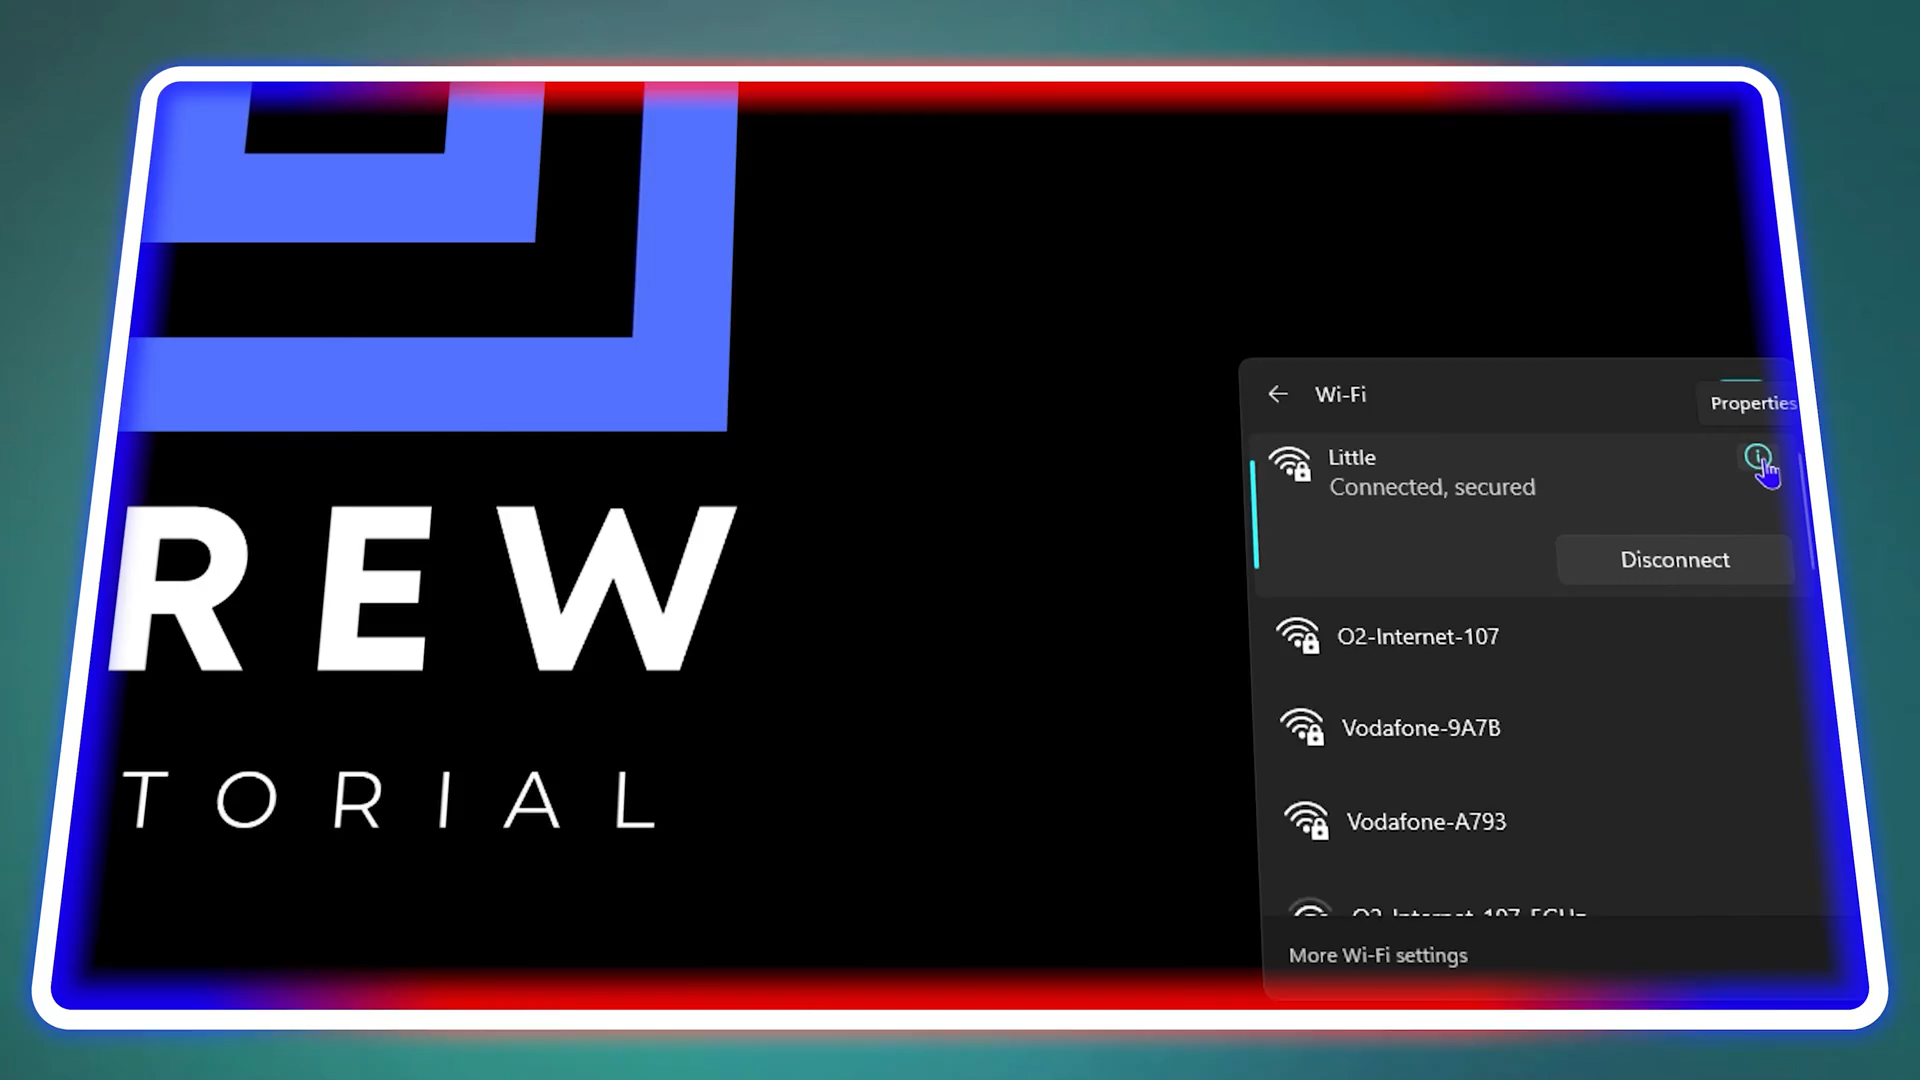 REW
TORIAL
Wi-Fi
Properties
Little
Connected, secured
Disconnect
O2-Internet-107
Vodafone-9A7B
Vodafone-A793
More Wi-Fi settings